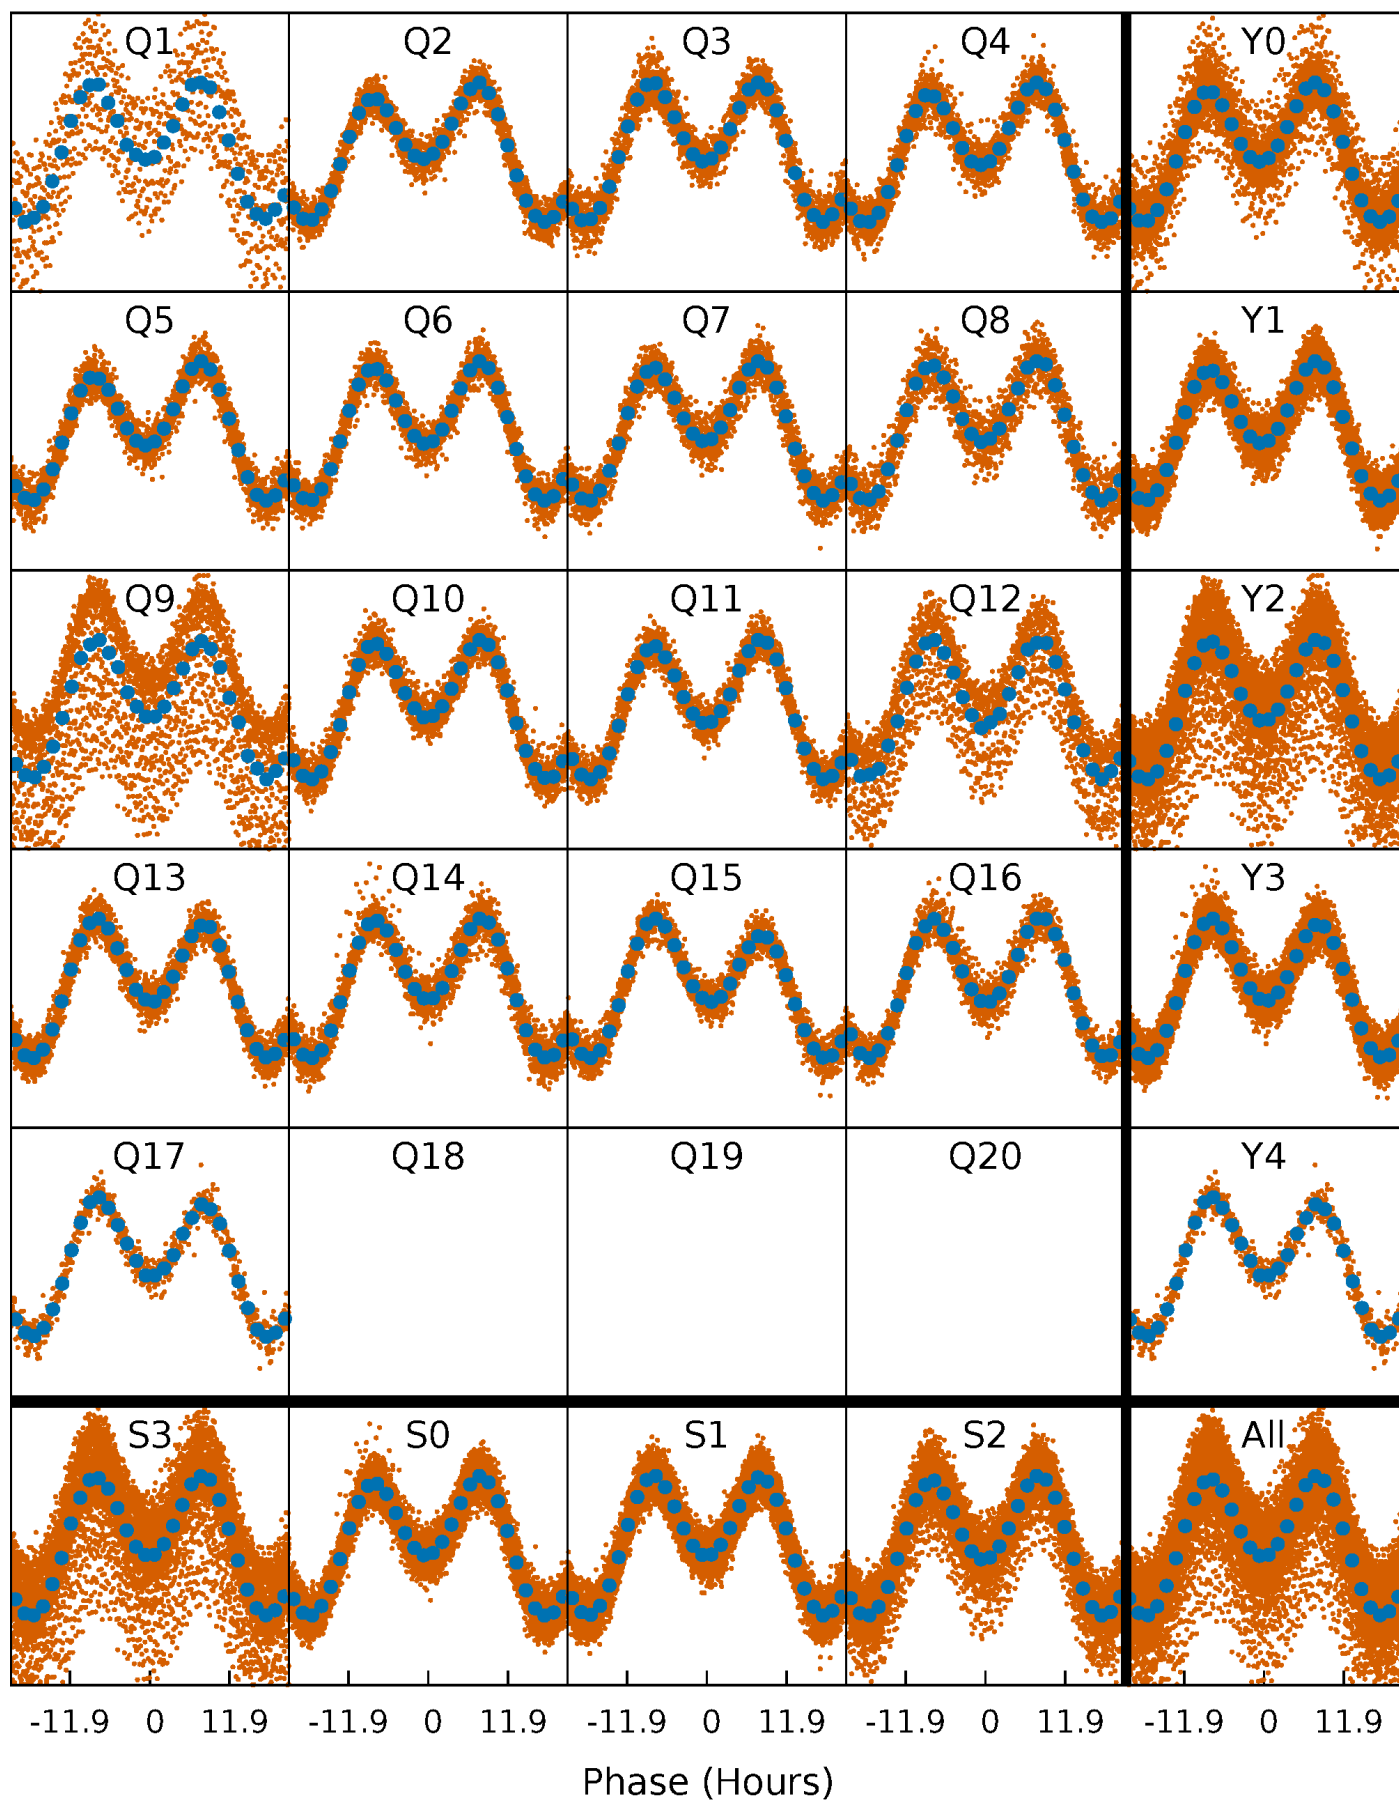 Q1 Q2 Q3 Q4 Y0
Q5 Q6 Q7 Q8 Y1
Q9 Q10 Q11 Q12 Y2
Q13 Q14 Q15 Q16 Y3
Q17 Q18 Q19 Q20 Y4
S3 S0 S1 S2 All
-11.9 0 11.9 -11.9 0 11.9 -11.9 0 11.9 -11.9 0 11.9 -11.9 0 11.9
Phase (Hours)